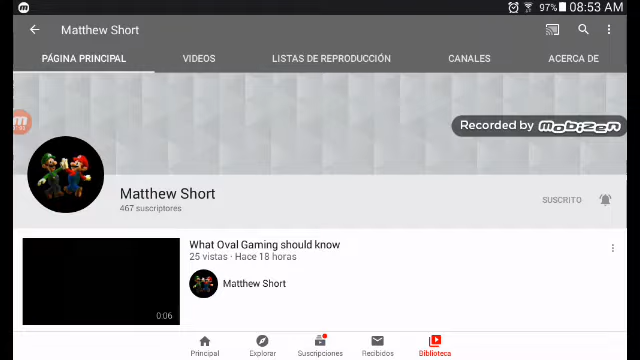 97% 08:53 AM
Matthew Short
PÁGINA PRINCIPAL VIDEOS LISTAS DE REPRODUCCIÓN CANALES ACERCA DE
Recorded by mobizen
Matthew Short
467 suscriptores
SUSCRITO
What Oval Gaming should know
25 vistas · Hace 18 horas
Matthew Short
0:06
Principal Explorar Suscripciones Recibidos Biblioteca